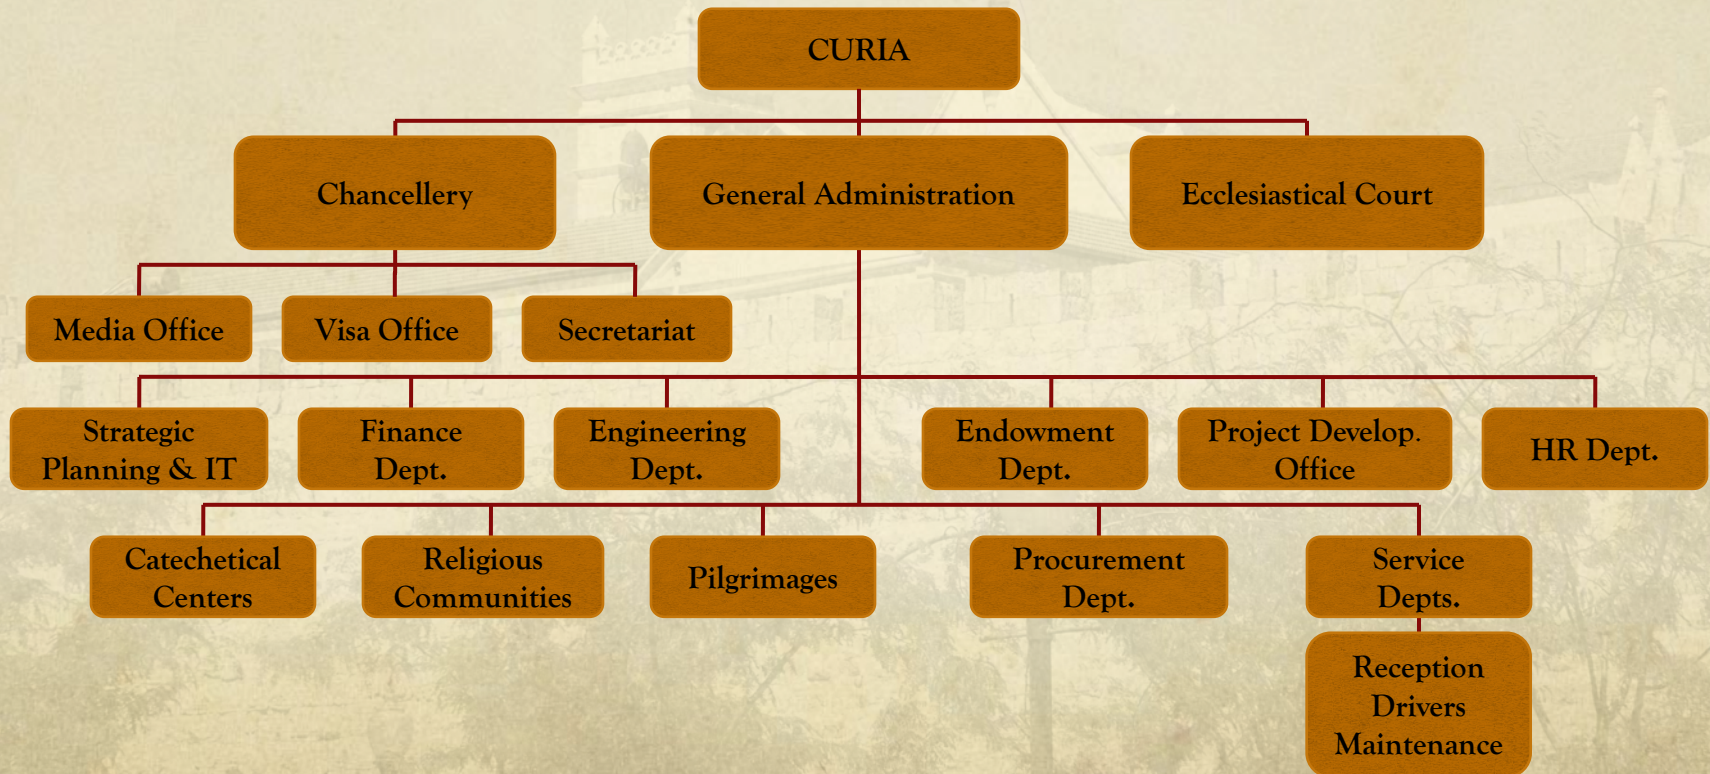 CURIA
Chancellery
General Administration
Ecclesiastical Court
Media Office
Visa Office
Secretariat
Strategic
Planning & IT
Finance
Dept.
Engineering
Dept.
Endowment
Dept.
Project Develop.
Office
HR Dept.
Catechetical
Centers
Religious
Communities
Pilgrimages
Procurement
Dept.
Service
Depts.
Reception
Drivers
Maintenance